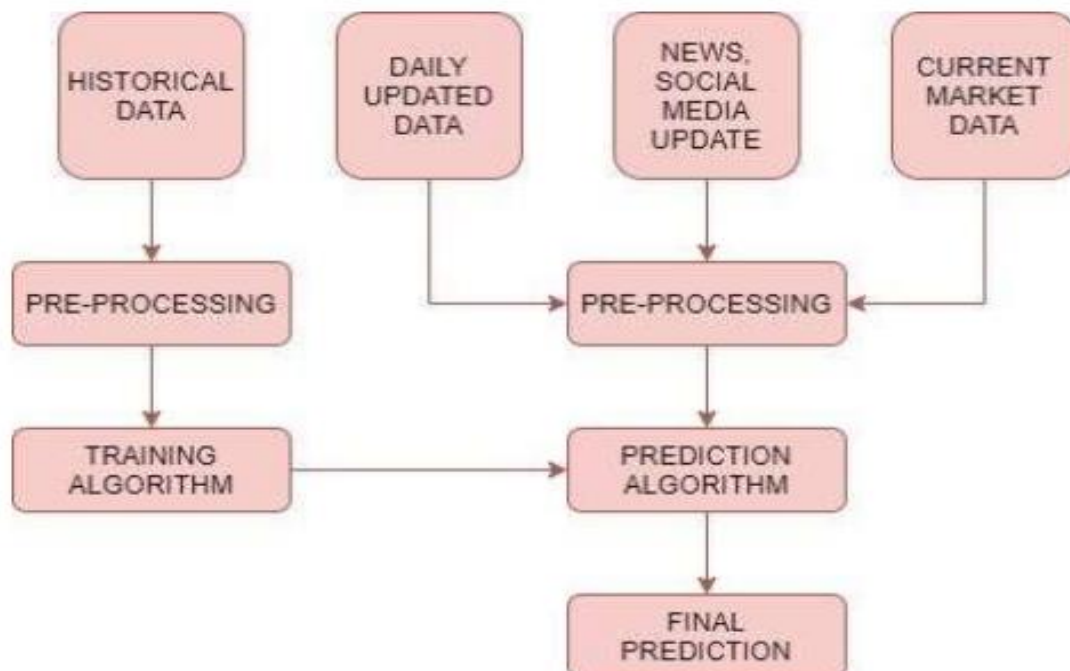 HISTORICAL
DATA
DAILY
UPDATED
DATA
NEWS,
SOCIAL
MEDIA
UPDATE
CURRENT
MARKET
DATA
PRE-PROCESSING
PRE-PROCESSING
TRAINING
ALGORITHM
PREDICTION
ALGORITHM
FINAL
PREDICTION